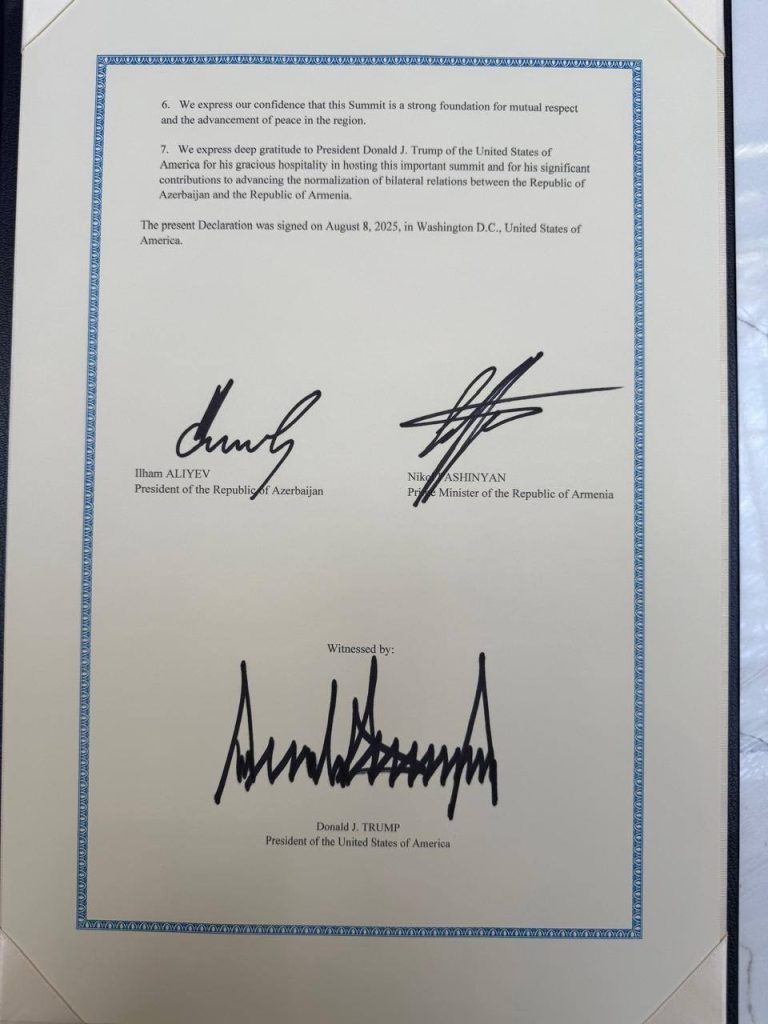 6. We express our confidence that this Summit is a strong foundation for mutual respect
and the advancement of peace in the region.
7. We express deep gratitude to President Donald J. Trump of the United States of
America for his gracious hospitality in hosting this important summit and for his significant
contributions to advancing the normalization of bilateral relations between the Republic of
Azerbaijan and the Republic of Armenia.
The present Declaration was signed on August 8, 2025, in Washington D.C., United States of
America.
Ilham ALIYEV
President of the Republic of Azerbaijan
Nikol PASHINYAN
Prime Minister of the Republic of Armenia
Witnessed by:
Donald J. TRUMP
President of the United States of America